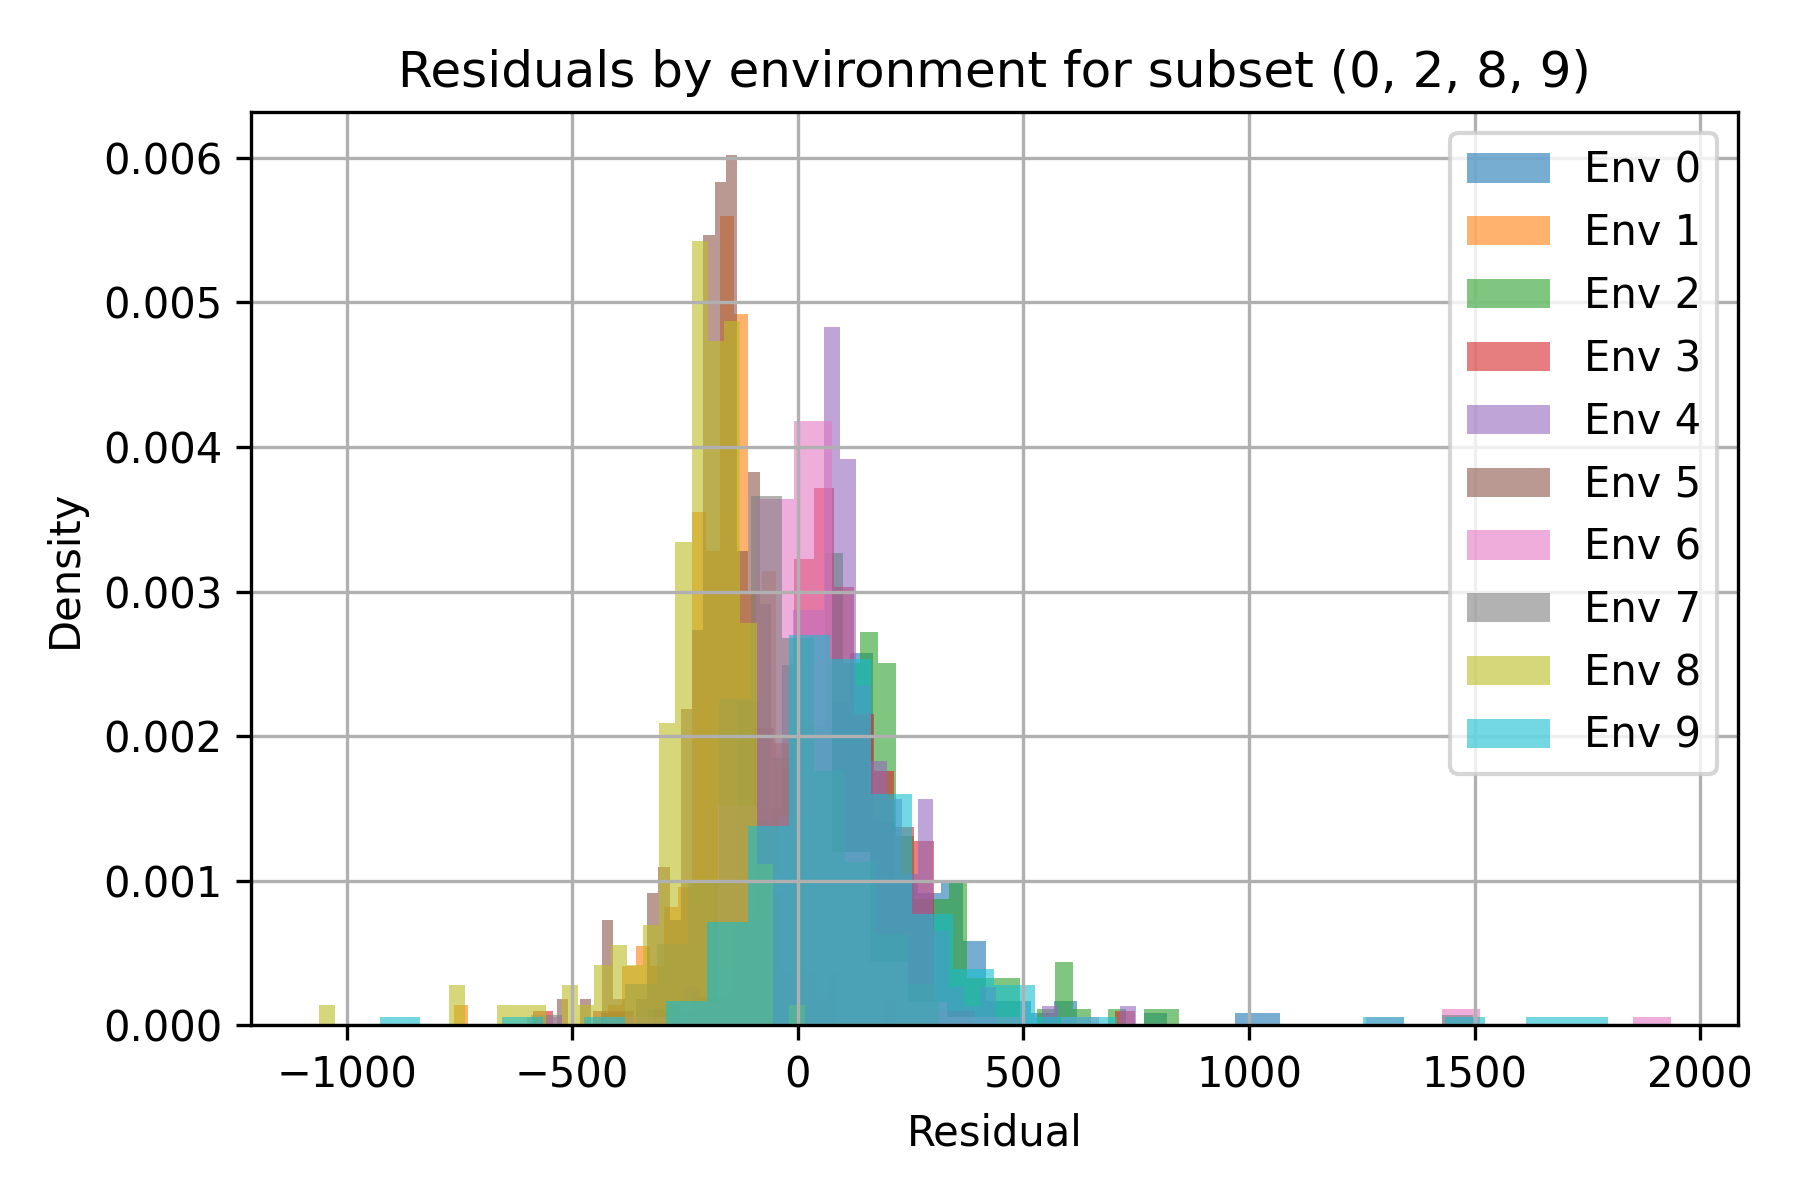 Residuals by environment for subset (0, 2, 8, 9)
0.006
0.005
0.004
0.003
0.002
0.001
0.000
Density
−1000
−500
0
500
1000
1500
2000
Residual
Env 0
Env 1
Env 2
Env 3
Env 4
Env 5
Env 6
Env 7
Env 8
Env 9